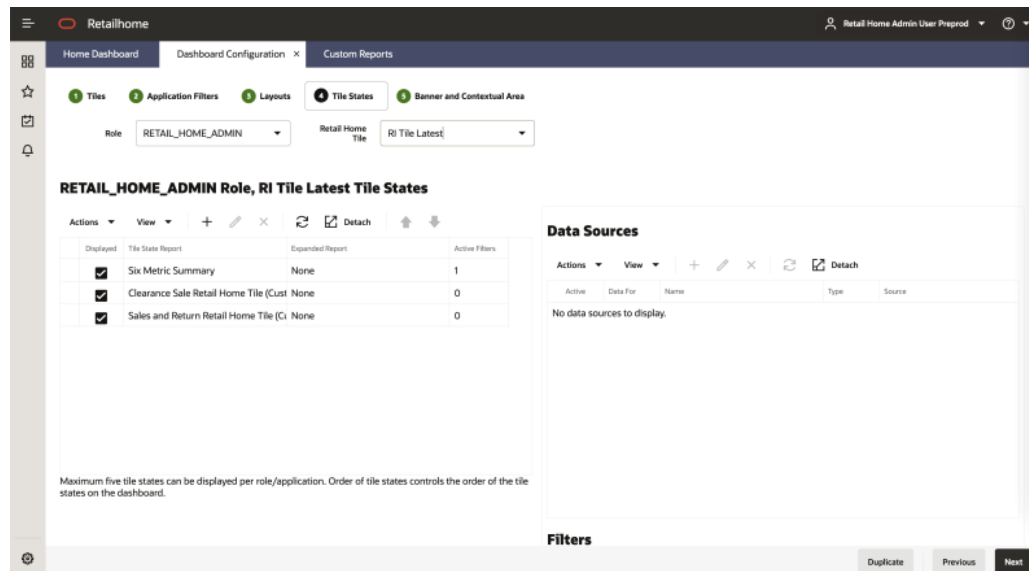 Retailhome
Retail Home Admin User Preprod
Home Dashboard
Dashboard Configuration ×
Custom Reports
1 Tiles
2 Application Filters
3 Layouts
4 Tile States
5 Banner and Contextual Area
Role
RETAIL_HOME_ADMIN
Retail Home
Tile
RI Tile Latest
RETAIL_HOME_ADMIN Role, RI Tile Latest Tile States
Actions View Detach
Displayed Tile State Report Expanded Report Active Filters
Six Metric Summary None 1
Clearance Sale Retail Home Tile (Cust None 0
Sales and Return Retail Home Tile (Cu None 0
Maximum five tile states can be displayed per role/application. Order of tile states controls the order of the tile
states on the dashboard.
Data Sources
Actions View Detach
Active Data For Name Type Source
No data sources to display.
Filters
Duplicate
Previous
Next